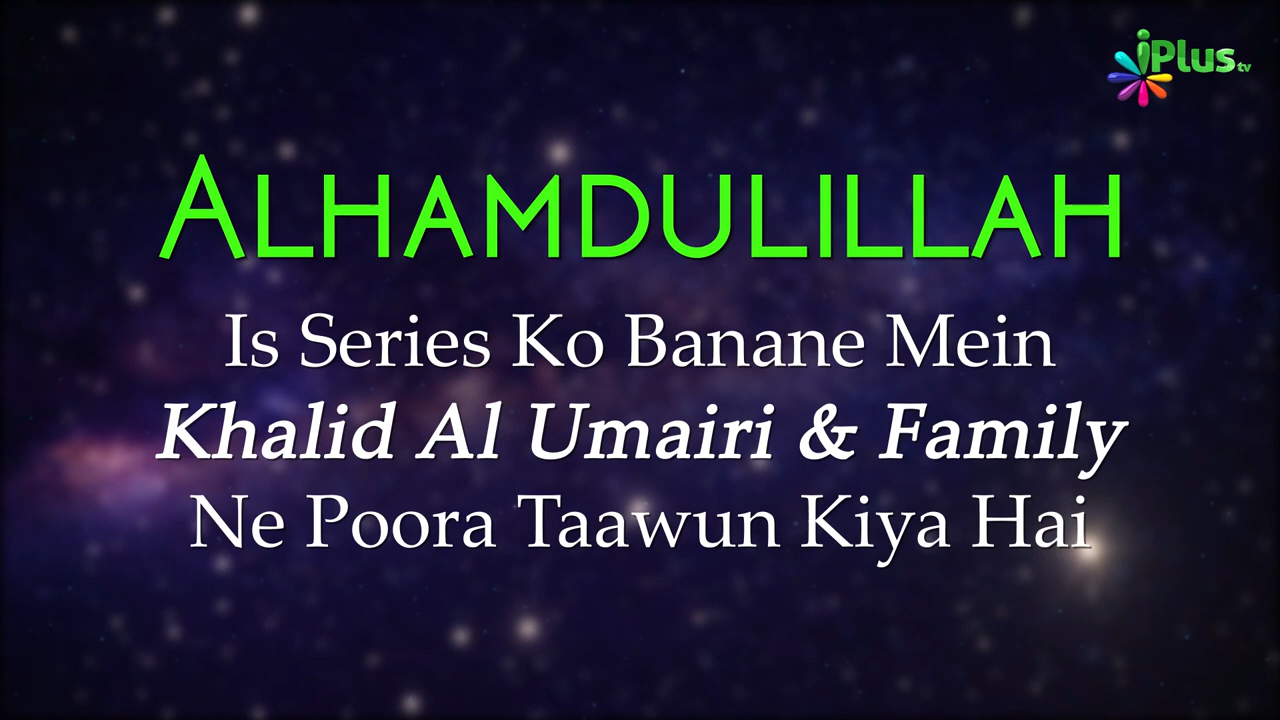 iPlus tv
ALHAMDULILLAH
Is Series Ko Banane Mein
Khalid Al Umairi & Family
Ne Poora Taawun Kiya Hai